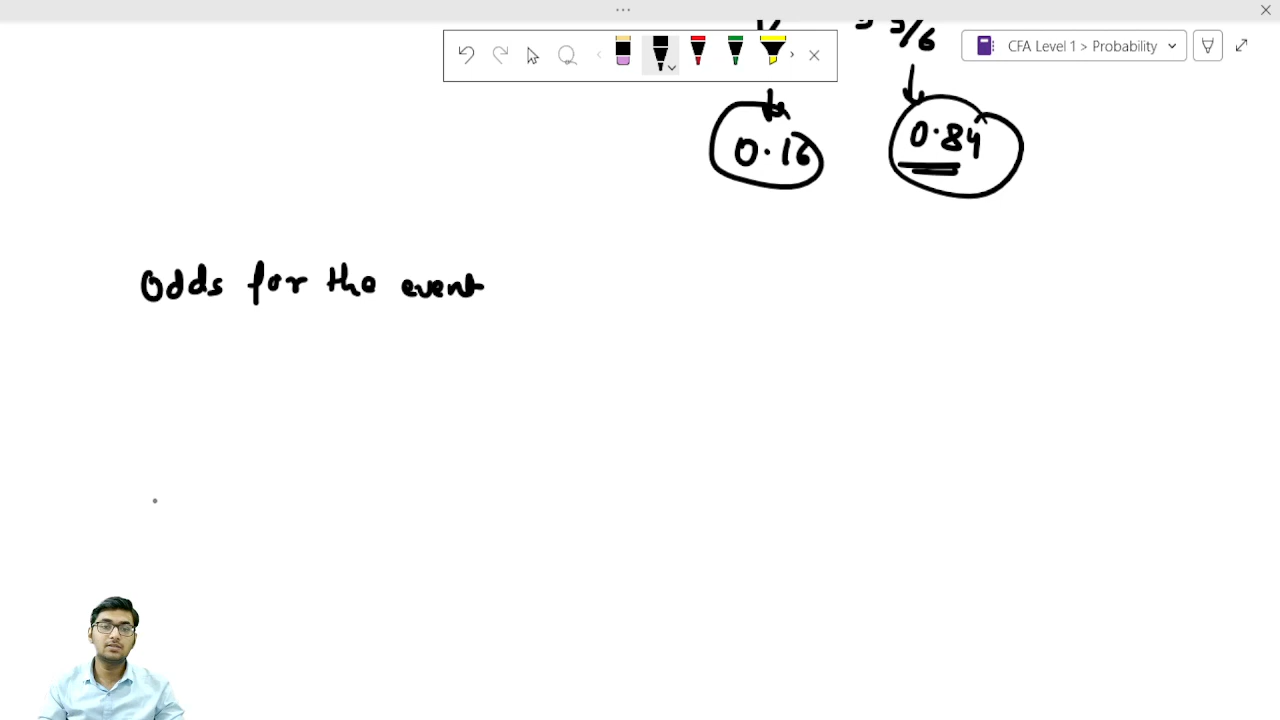 5/6
CFA Level 1 > Probability
0.16
0.84
Odds for the event